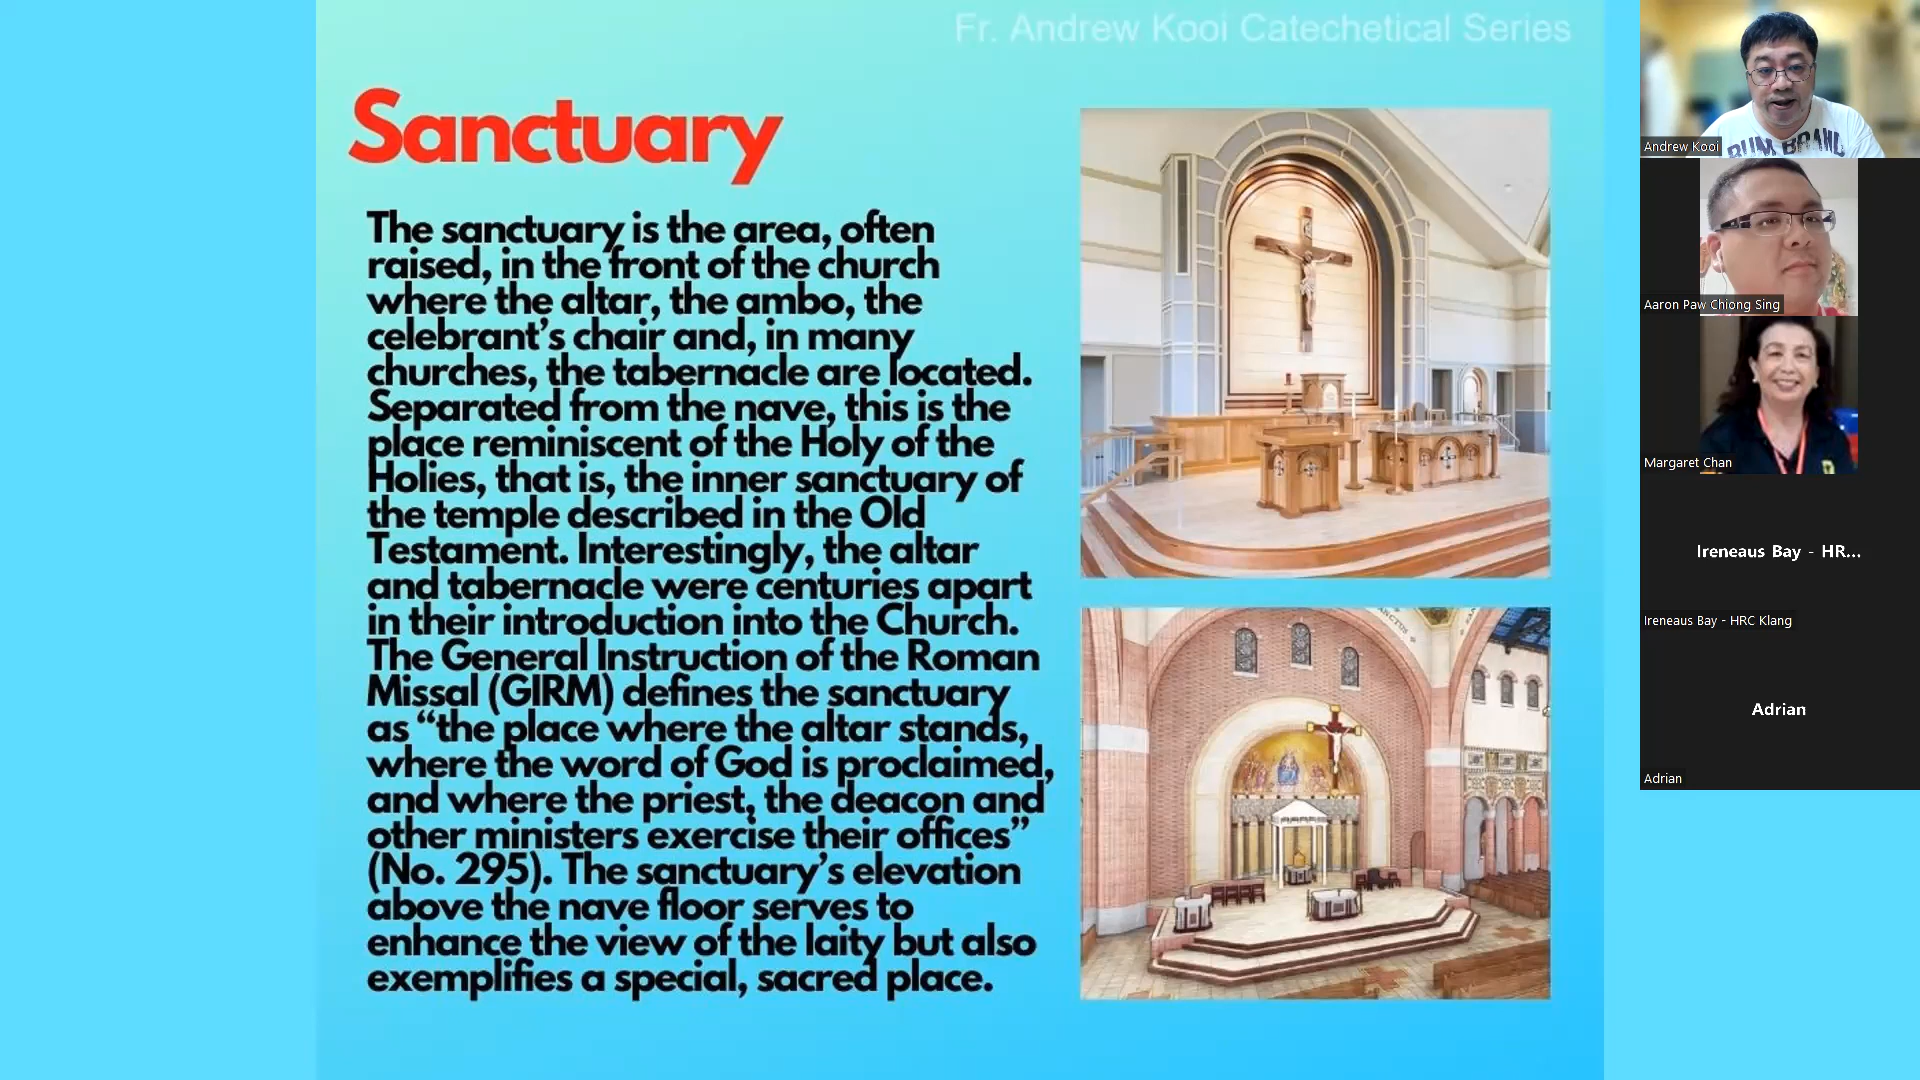 Fr. Andrew Kooi Catechetical Series
Sanctuary
The sanctuary is the area, often
raised, in the front of the church
where the altar, the ambo, the
celebrant’s chair and, in many
churches, the tabernacle are located.
Separated from the nave, this is the
place reminiscent of the Holy of the
Holies, that is, the inner sanctuary of
the temple described in the Old
Testament. Interestingly, the altar
and tabernacle were centuries apart
in their introduction into the Church.
The General Instruction of the Roman
Missal (GIRM) defines the sanctuary
as “the place where the altar stands,
where the word of God is proclaimed,
and where the priest, the deacon and
other ministers exercise their offices”
(No. 295). The sanctuary’s elevation
above the nave floor serves to
enhance the view of the laity but also
exemplifies a special, sacred place.
SANCTUS
Andrew Kooi
Aaron Paw Chiong Sing
Margaret Chan
Ireneaus Bay - HR...
Ireneaus Bay - HRC Klang
Adrian
Adrian